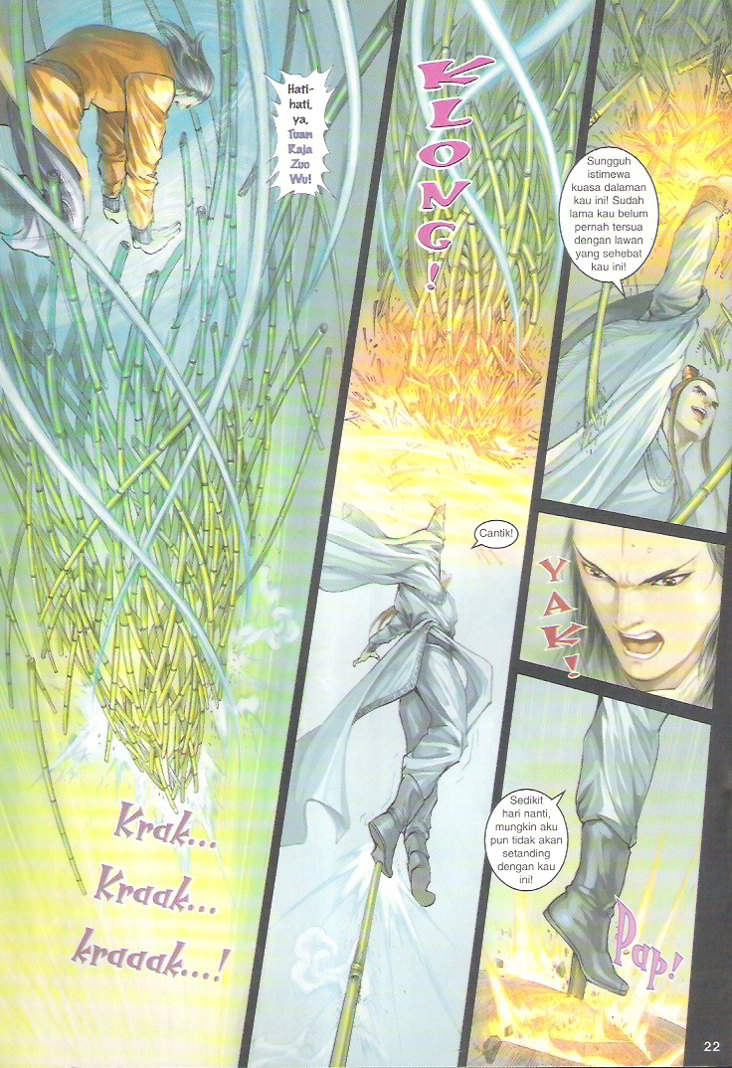 Hati-
hati,
ya,
Tuan
Raja
Zuo
Wu!
Krak...
Kraak...
kraaak...!
KLONG!
Cantik!
Sungguh
istimewa
kuasa dalaman
kau ini! Sudah
lama kau belum
pernah tersua
dengan lawan
yang sehebat
kau ini!
YAK!
Sedikit
hari nanti,
mungkin aku
pun tidak akan
setanding
dengan kau
ini!
Pap!
22